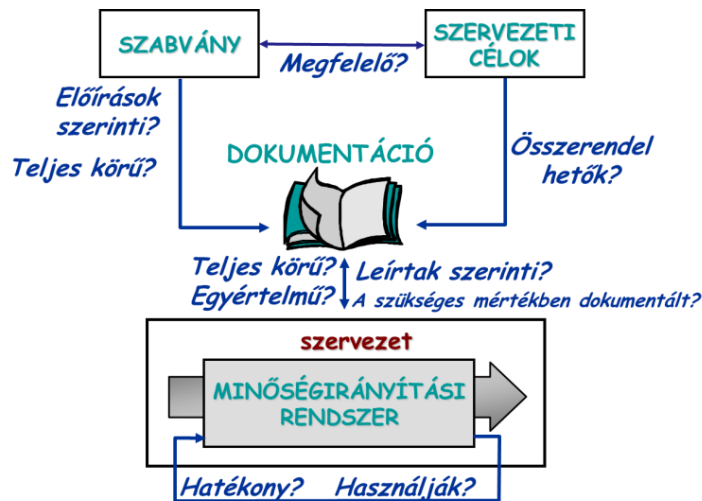 SZABVÁNY
SZERVEZETI
CÉLOK
Megfelelő?
Előírások
szerinti?
Teljes körű?
DOKUMENTÁCIÓ
Összerendel
hetők?
Teljes körű?
Egyértelmű?
Leírtak szerinti?
A szükséges mértékben dokumentált?
szervezet
MINŐSÉGIRÁNYÍTÁSI
RENDSZER
Hatékony?
Használják?